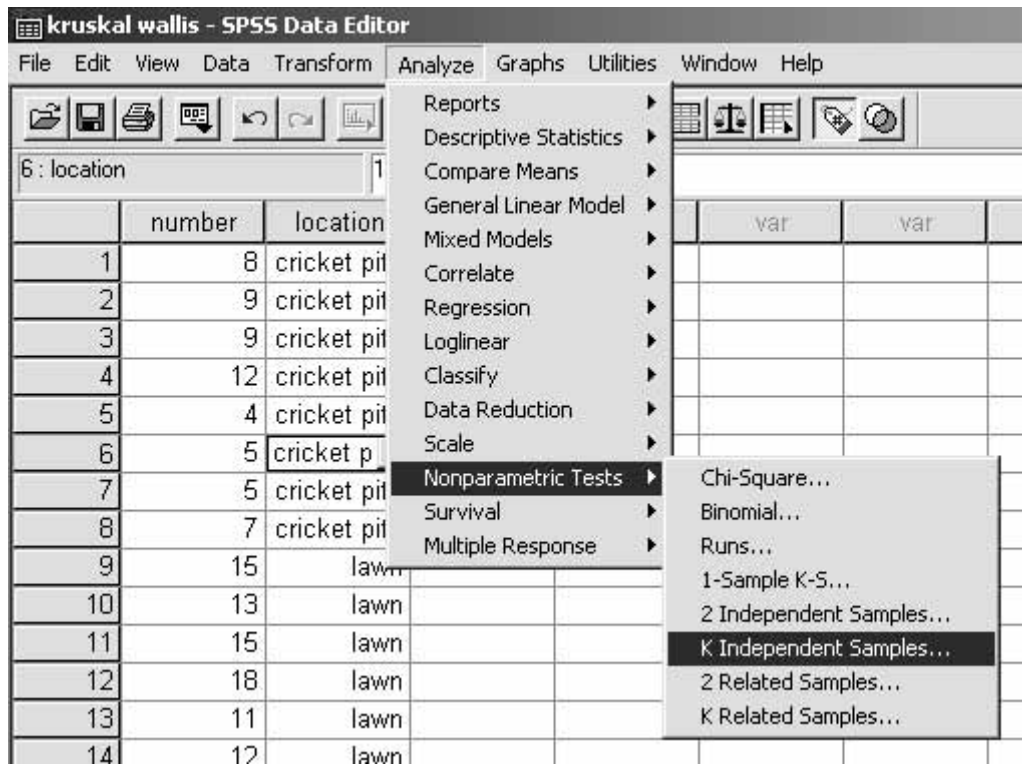 kruskal wallis - SPSS Data Editor
File Edit View Data Transform Analyze Graphs Utilities Window Help
6 : location 1
number location var var
1 8 cricket pit
2 9 cricket pit
3 9 cricket pit
4 12 cricket pit
5 4 cricket pit
6 5 cricket p
7 5 cricket pit
8 7 cricket pit
9 15 lawn
10 13 lawn
11 15 lawn
12 18 lawn
13 11 lawn
14 12 lawn
Reports
Descriptive Statistics
Compare Means
General Linear Model
Mixed Models
Correlate
Regression
Loglinear
Classify
Data Reduction
Scale
Nonparametric Tests
Survival
Multiple Response
Chi-Square...
Binomial...
Runs...
1-Sample K-S...
2 Independent Samples...
K Independent Samples...
2 Related Samples...
K Related Samples...